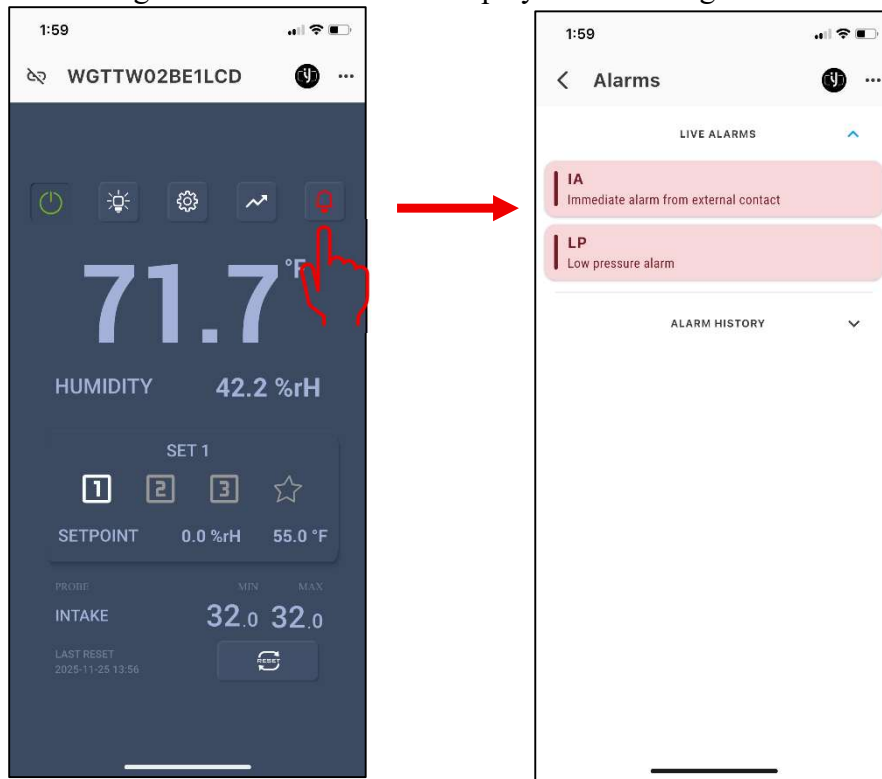 1:59
WGTTW02BE1LCD
71.7 °F
HUMIDITY 42.2 %rH
SET 1
1 2 3
SETPOINT 0.0 %rH 55.0 °F
PROBE MIN MAX
INTAKE 32.0 32.0
LAST RESET
2025-11-25 13:56
RESET
1:59
Alarms
LIVE ALARMS
IA
Immediate alarm from external contact
LP
Low pressure alarm
ALARM HISTORY